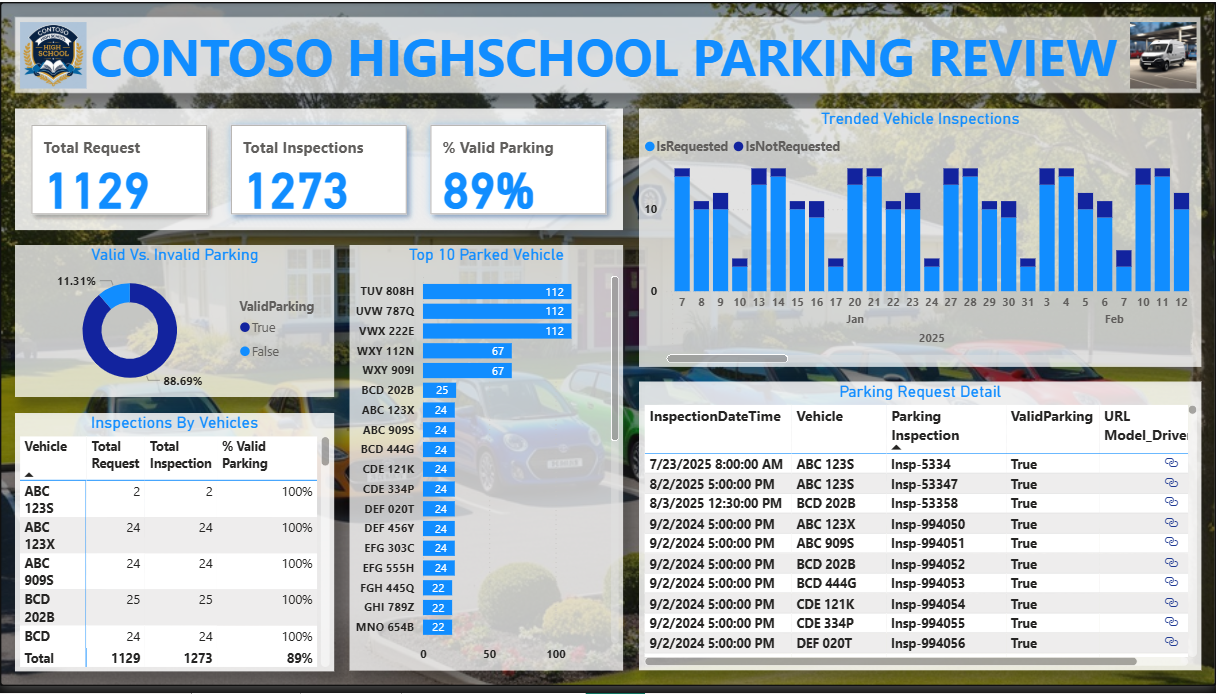 CONTOSO
HIGH SCHOOL
HIGH
SCHOOL
CONTOSO HIGHSCHOOL PARKING REVIEW
Total Request
1129
Total Inspections
1273
% Valid Parking
89%
Trended Vehicle Inspections
IsRequested IsNotRequested
10
0
7 8 9 10 13 14 15 16 17 20 21 22 23 24 27 28 29 30 31 3 4 5 6 7 10 11 12
Jan Feb
2025
Valid Vs. Invalid Parking
11.31%
88.69%
ValidParking
True
False
Top 10 Parked Vehicle
TUV 808H 112
UVW 787Q 112
VWX 222E 112
WXY 112N 67
WXY 909I 67
BCD 202B 25
ABC 123X 24
ABC 909S 24
BCD 444G 24
CDE 121K 24
CDE 334P 24
DEF 020T 24
DEF 456Y 24
EFG 303C 24
EFG 555H 24
FGH 445Q 22
GHI 789Z 22
MNO 654B 22
0 50 100
Inspections By Vehicles
Vehicle Total Request Total Inspection % Valid Parking
ABC 123S 2 2 100%
ABC 123X 24 24 100%
ABC 909S 24 24 100%
BCD 202B 25 25 100%
BCD 24 24 100%
Total 1129 1273 89%
Parking Request Detail
InspectionDateTime Vehicle Parking Inspection ValidParking URL Model_Driver
7/23/2025 8:00:00 AM ABC 123S Insp-5334 True
8/2/2025 5:00:00 PM ABC 123S Insp-53347 True
8/3/2025 12:30:00 PM BCD 202B Insp-53358 True
9/2/2024 5:00:00 PM ABC 123X Insp-994050 True
9/2/2024 5:00:00 PM ABC 909S Insp-994051 True
9/2/2024 5:00:00 PM BCD 202B Insp-994052 True
9/2/2024 5:00:00 PM BCD 444G Insp-994053 True
9/2/2024 5:00:00 PM CDE 121K Insp-994054 True
9/2/2024 5:00:00 PM CDE 334P Insp-994055 True
9/2/2024 5:00:00 PM DEF 020T Insp-994056 True